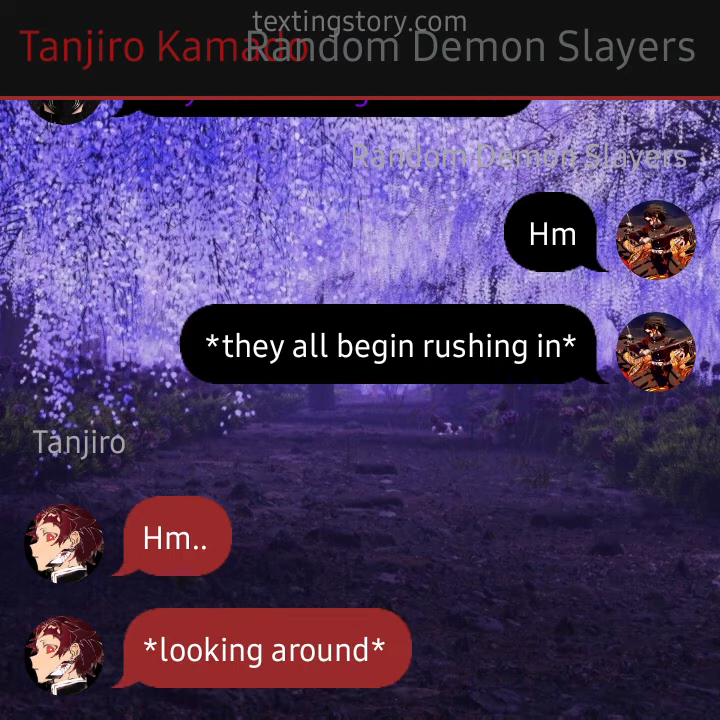 textingstory.com
Tanjiro Kamado
Random Demon Slayers
Random Demon Slayers
Hm
*they all begin rushing in*
Tanjiro
Hm..
*looking around*